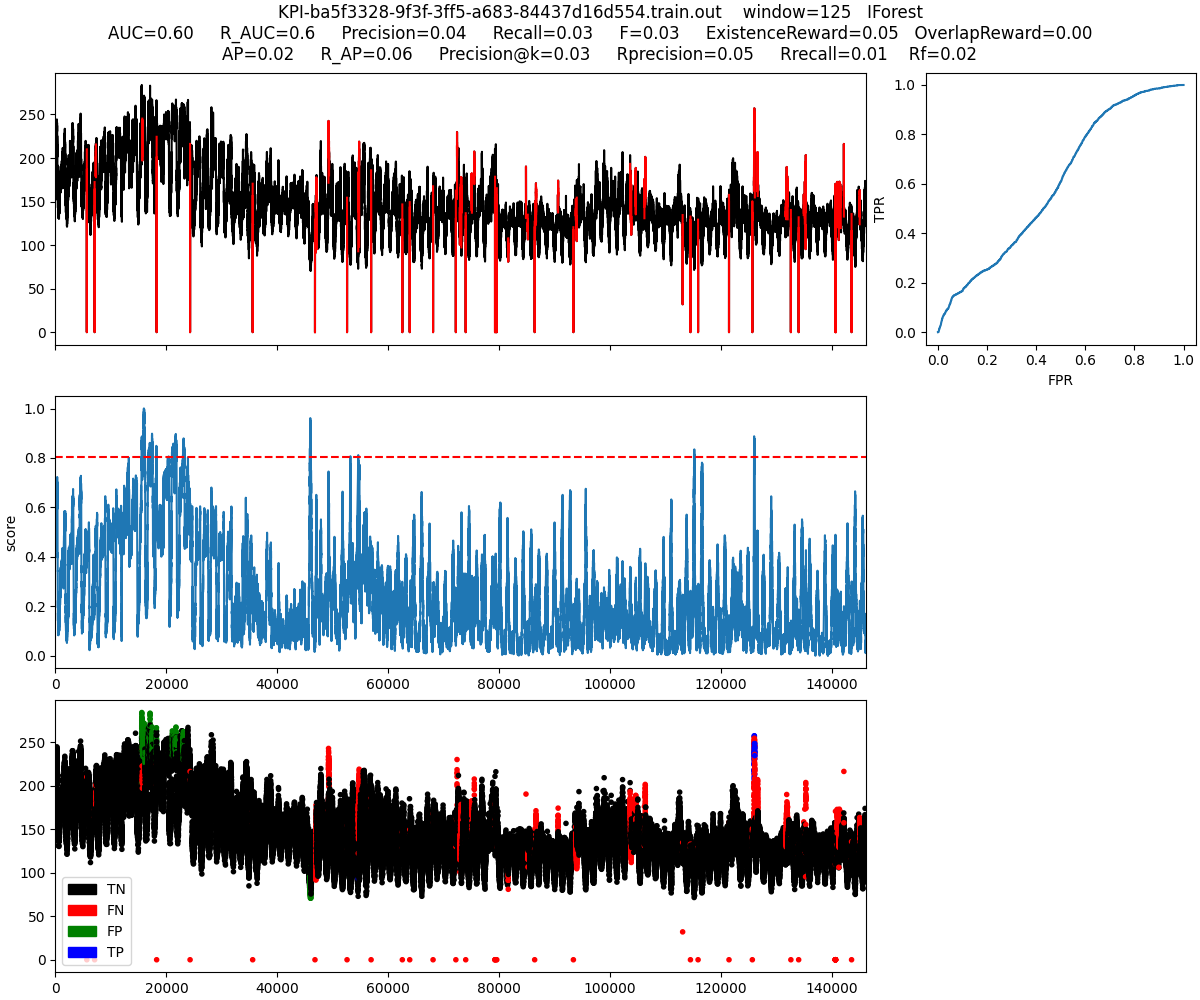 KPI-ba5f3328-9f3f-3ff5-a683-84437d16d554.train.out window=125 IForest
AUC=0.60 R_AUC=0.6 Precision=0.04 Recall=0.03 F=0.03 ExistenceReward=0.05 OverlapReward=0.00
AP=0.02 R_AP=0.06 Precision@k=0.03 Rprecision=0.05 Rrecall=0.01 Rf=0.02
250
200
150
100
50
0
TPR
1.0
0.8
0.6
0.4
0.2
0.0
0.0 0.2 0.4 0.6 0.8 1.0
FPR
score
1.0
0.8
0.6
0.4
0.2
0.0
0 20000 40000 60000 80000 100000 120000 140000
250
200
150
100
50
0
TN
FN
FP
TP
0 20000 40000 60000 80000 100000 120000 140000